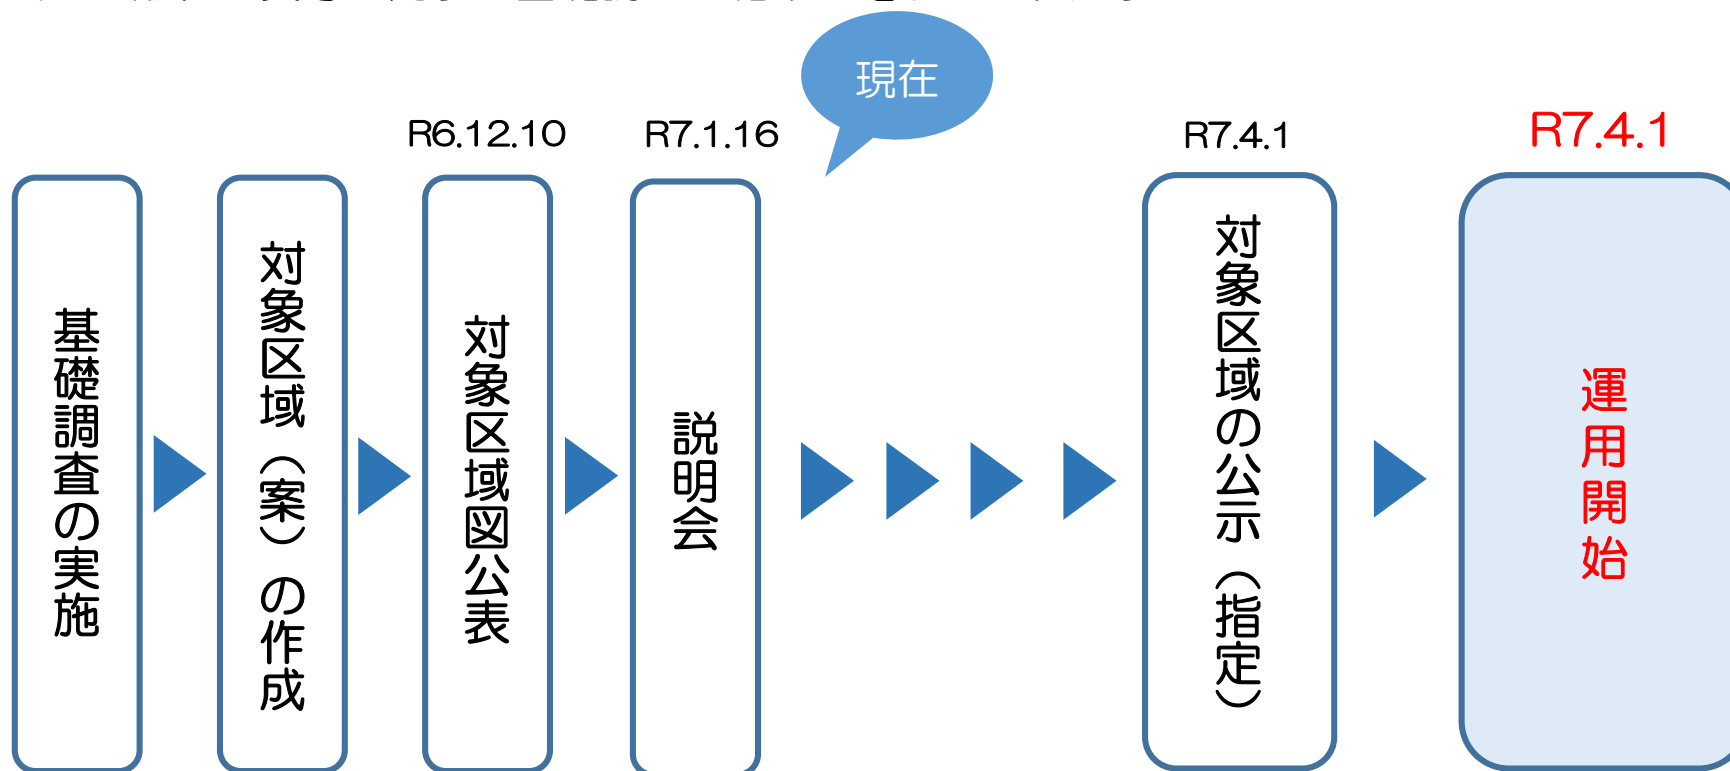 現在
R6.12.10
R7.1.16
R7.4.1
R7.4.1
基礎調査の実施
対象区域（案）の作成
対象区域図公表
説明会
対象区域の公示（指定）
運用開始